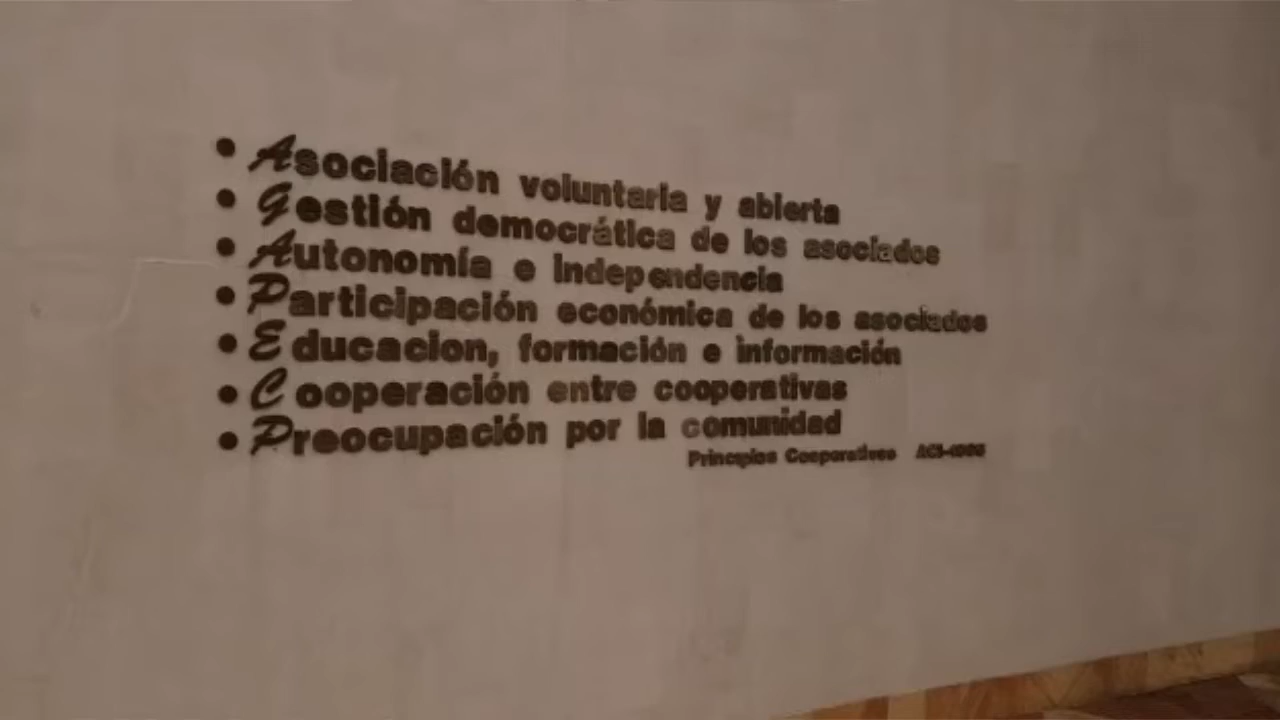 • Asociación voluntaria y abierta
• Gestión democrática de los asociados
• Autonomía e independencia
• Participación económica de los asociados
• Educacion, formación e información
• Cooperación entre cooperativas
• Preocupación por la comunidad
Principios Cooperativos